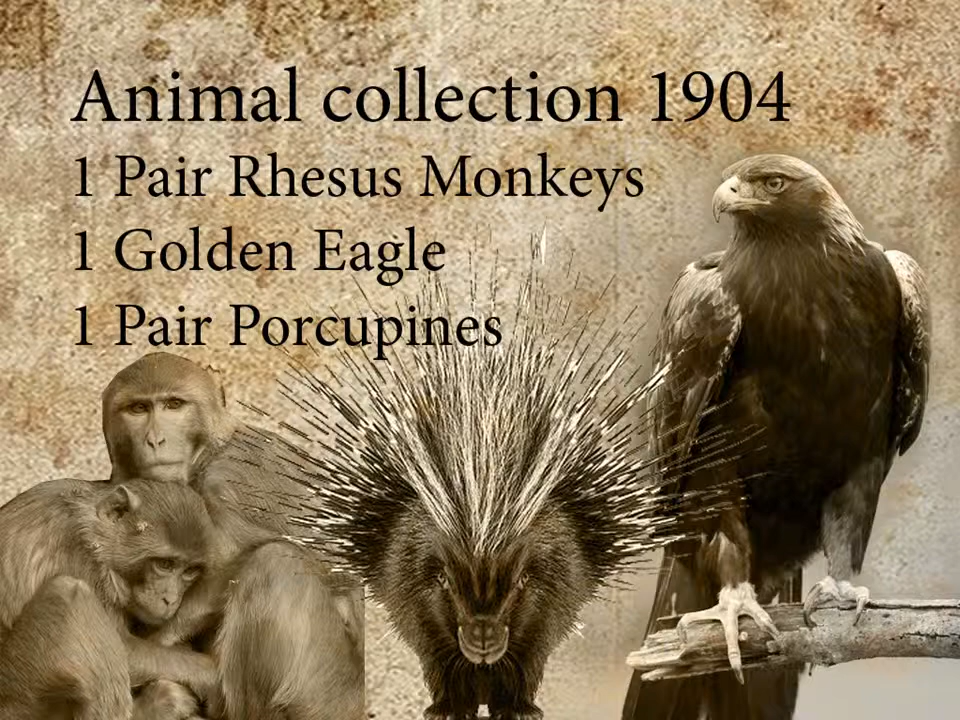 Animal collection 1904
1 Pair Rhesus Monkeys
1 Golden Eagle
1 Pair Porcupines